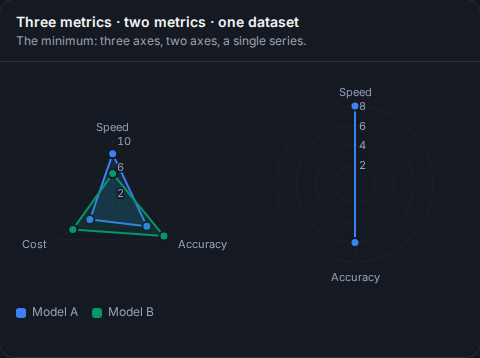 Three metrics · two metrics · one dataset
The minimum: three axes, two axes, a single series.
Speed
10
6
2
Cost
Accuracy
Speed
8
6
4
2
Accuracy
Model A
Model B